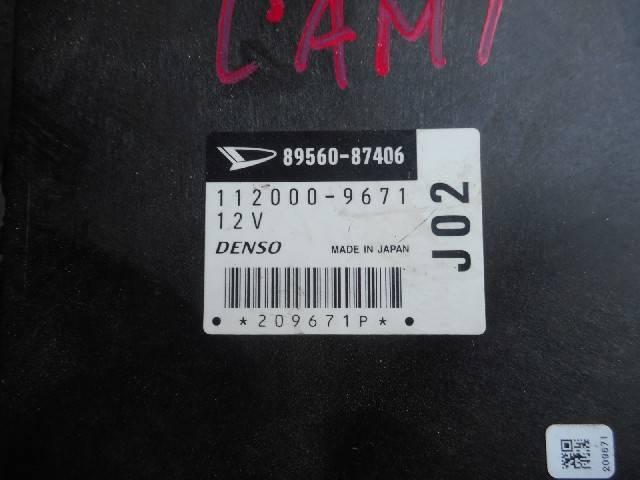 CAMI
89560-87406
112000-9671
12V
DENSO MADE IN JAPAN
J02
*209671P*
209671